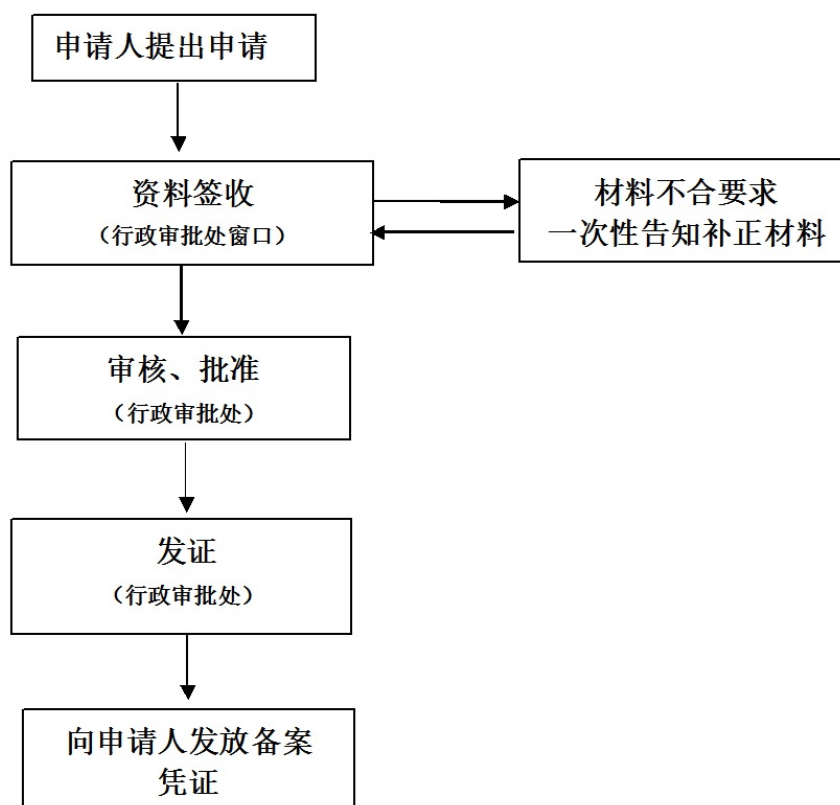 申请人提出申请
资料签收
（行政审批处窗口）
材料不合要求
一次性告知补正材料
审核、批准
（行政审批处）
发证
（行政审批处）
向申请人发放备案
凭证